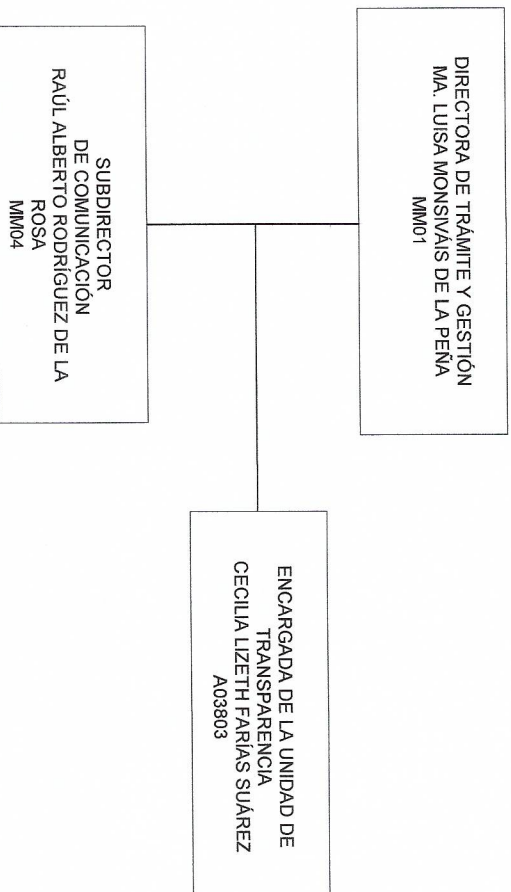 DIRECTORA DE TRÁMITE Y GESTIÓN
MA. LUISA MONSIVÁIS DE LA PEÑA
MM01
ENCARGADA DE LA UNIDAD DE
TRANSPARENCIA
CECILIA LIZETH FARÍAS SUÁREZ
A03803
SUBDIRECTOR
DE COMUNICACIÓN
RAÚL ALBERTO RODRÍGUEZ DE LA
ROSA
MM04